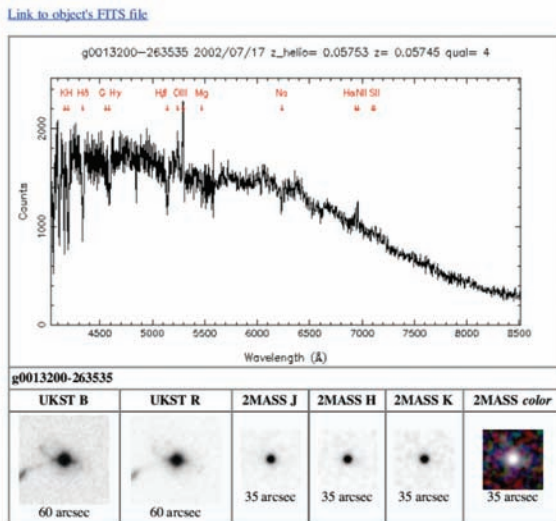 Link to object's FITS file
g0013200-263535 2002/07/17 z_helio= 0.05753 z= 0.05745 qual= 4
KH Hδ G Hγ Hβ OIII Mg Na HαNII SII
2000
1000
0
Counts
4500 5000 5500 6000 6500 7000 7500 8000 8500
Wavelength (Å)
g0013200-263535
UKST B UKST R 2MASS J 2MASS H 2MASS K 2MASS color
60 arcsec 60 arcsec 35 arcsec 35 arcsec 35 arcsec 35 arcsec